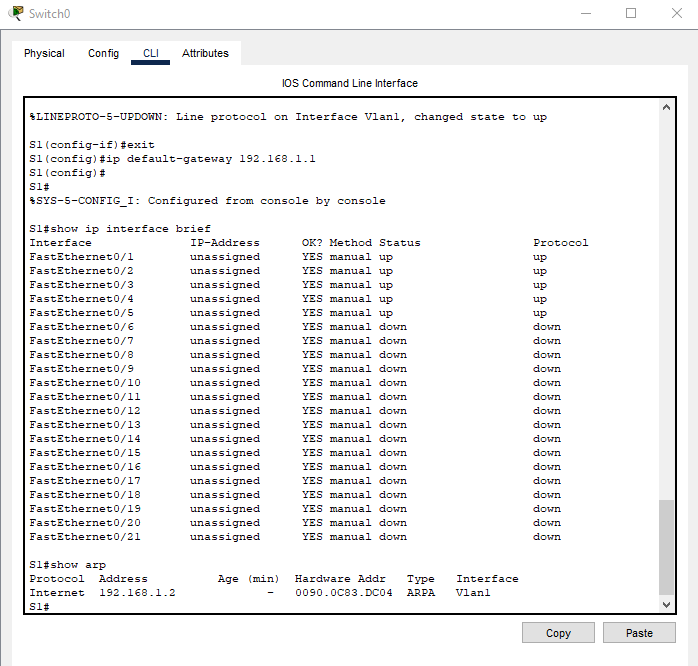 Switch0
Physical Config CLI Attributes
IOS Command Line Interface
%LINEPROTO-5-UPDOWN: Line protocol on Interface Vlan1, changed state to up
S1(config-if)#exit
S1(config)#ip default-gateway 192.168.1.1
S1(config)#
S1#
%SYS-5-CONFIG_I: Configured from console by console
S1#show ip interface brief
Interface IP-Address OK? Method Status Protocol
FastEthernet0/1 unassigned YES manual up up
FastEthernet0/2 unassigned YES manual up up
FastEthernet0/3 unassigned YES manual up up
FastEthernet0/4 unassigned YES manual up up
FastEthernet0/5 unassigned YES manual up up
FastEthernet0/6 unassigned YES manual down down
FastEthernet0/7 unassigned YES manual down down
FastEthernet0/8 unassigned YES manual down down
FastEthernet0/9 unassigned YES manual down down
FastEthernet0/10 unassigned YES manual down down
FastEthernet0/11 unassigned YES manual down down
FastEthernet0/12 unassigned YES manual down down
FastEthernet0/13 unassigned YES manual down down
FastEthernet0/14 unassigned YES manual down down
FastEthernet0/15 unassigned YES manual down down
FastEthernet0/16 unassigned YES manual down down
FastEthernet0/17 unassigned YES manual down down
FastEthernet0/18 unassigned YES manual down down
FastEthernet0/19 unassigned YES manual down down
FastEthernet0/20 unassigned YES manual down down
FastEthernet0/21 unassigned YES manual down down
S1#show arp
Protocol Address Age (min) Hardware Addr Type Interface
Internet 192.168.1.2 - 0090.0C83.DC04 ARPA Vlan1
S1#
Copy Paste